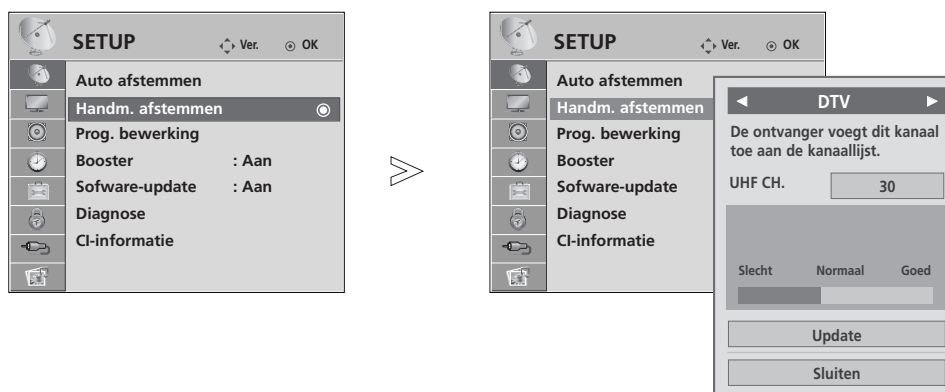 SETUP Ver. OK
Auto afstemmen
Handm. afstemmen
Prog. bewerking
Booster : Aan
Sofware-update : Aan
Diagnose
CI-informatie
SETUP Ver. OK
Auto afstemmen
Handm. afstemmen
Prog. bewerking
Booster
Sofware-update
Diagnose
CI-informatie
DTV
De ontvanger voegt dit kanaal
toe aan de kanaallijst.
UHF CH. 30
Slecht Normaal Goed
Update
Sluiten